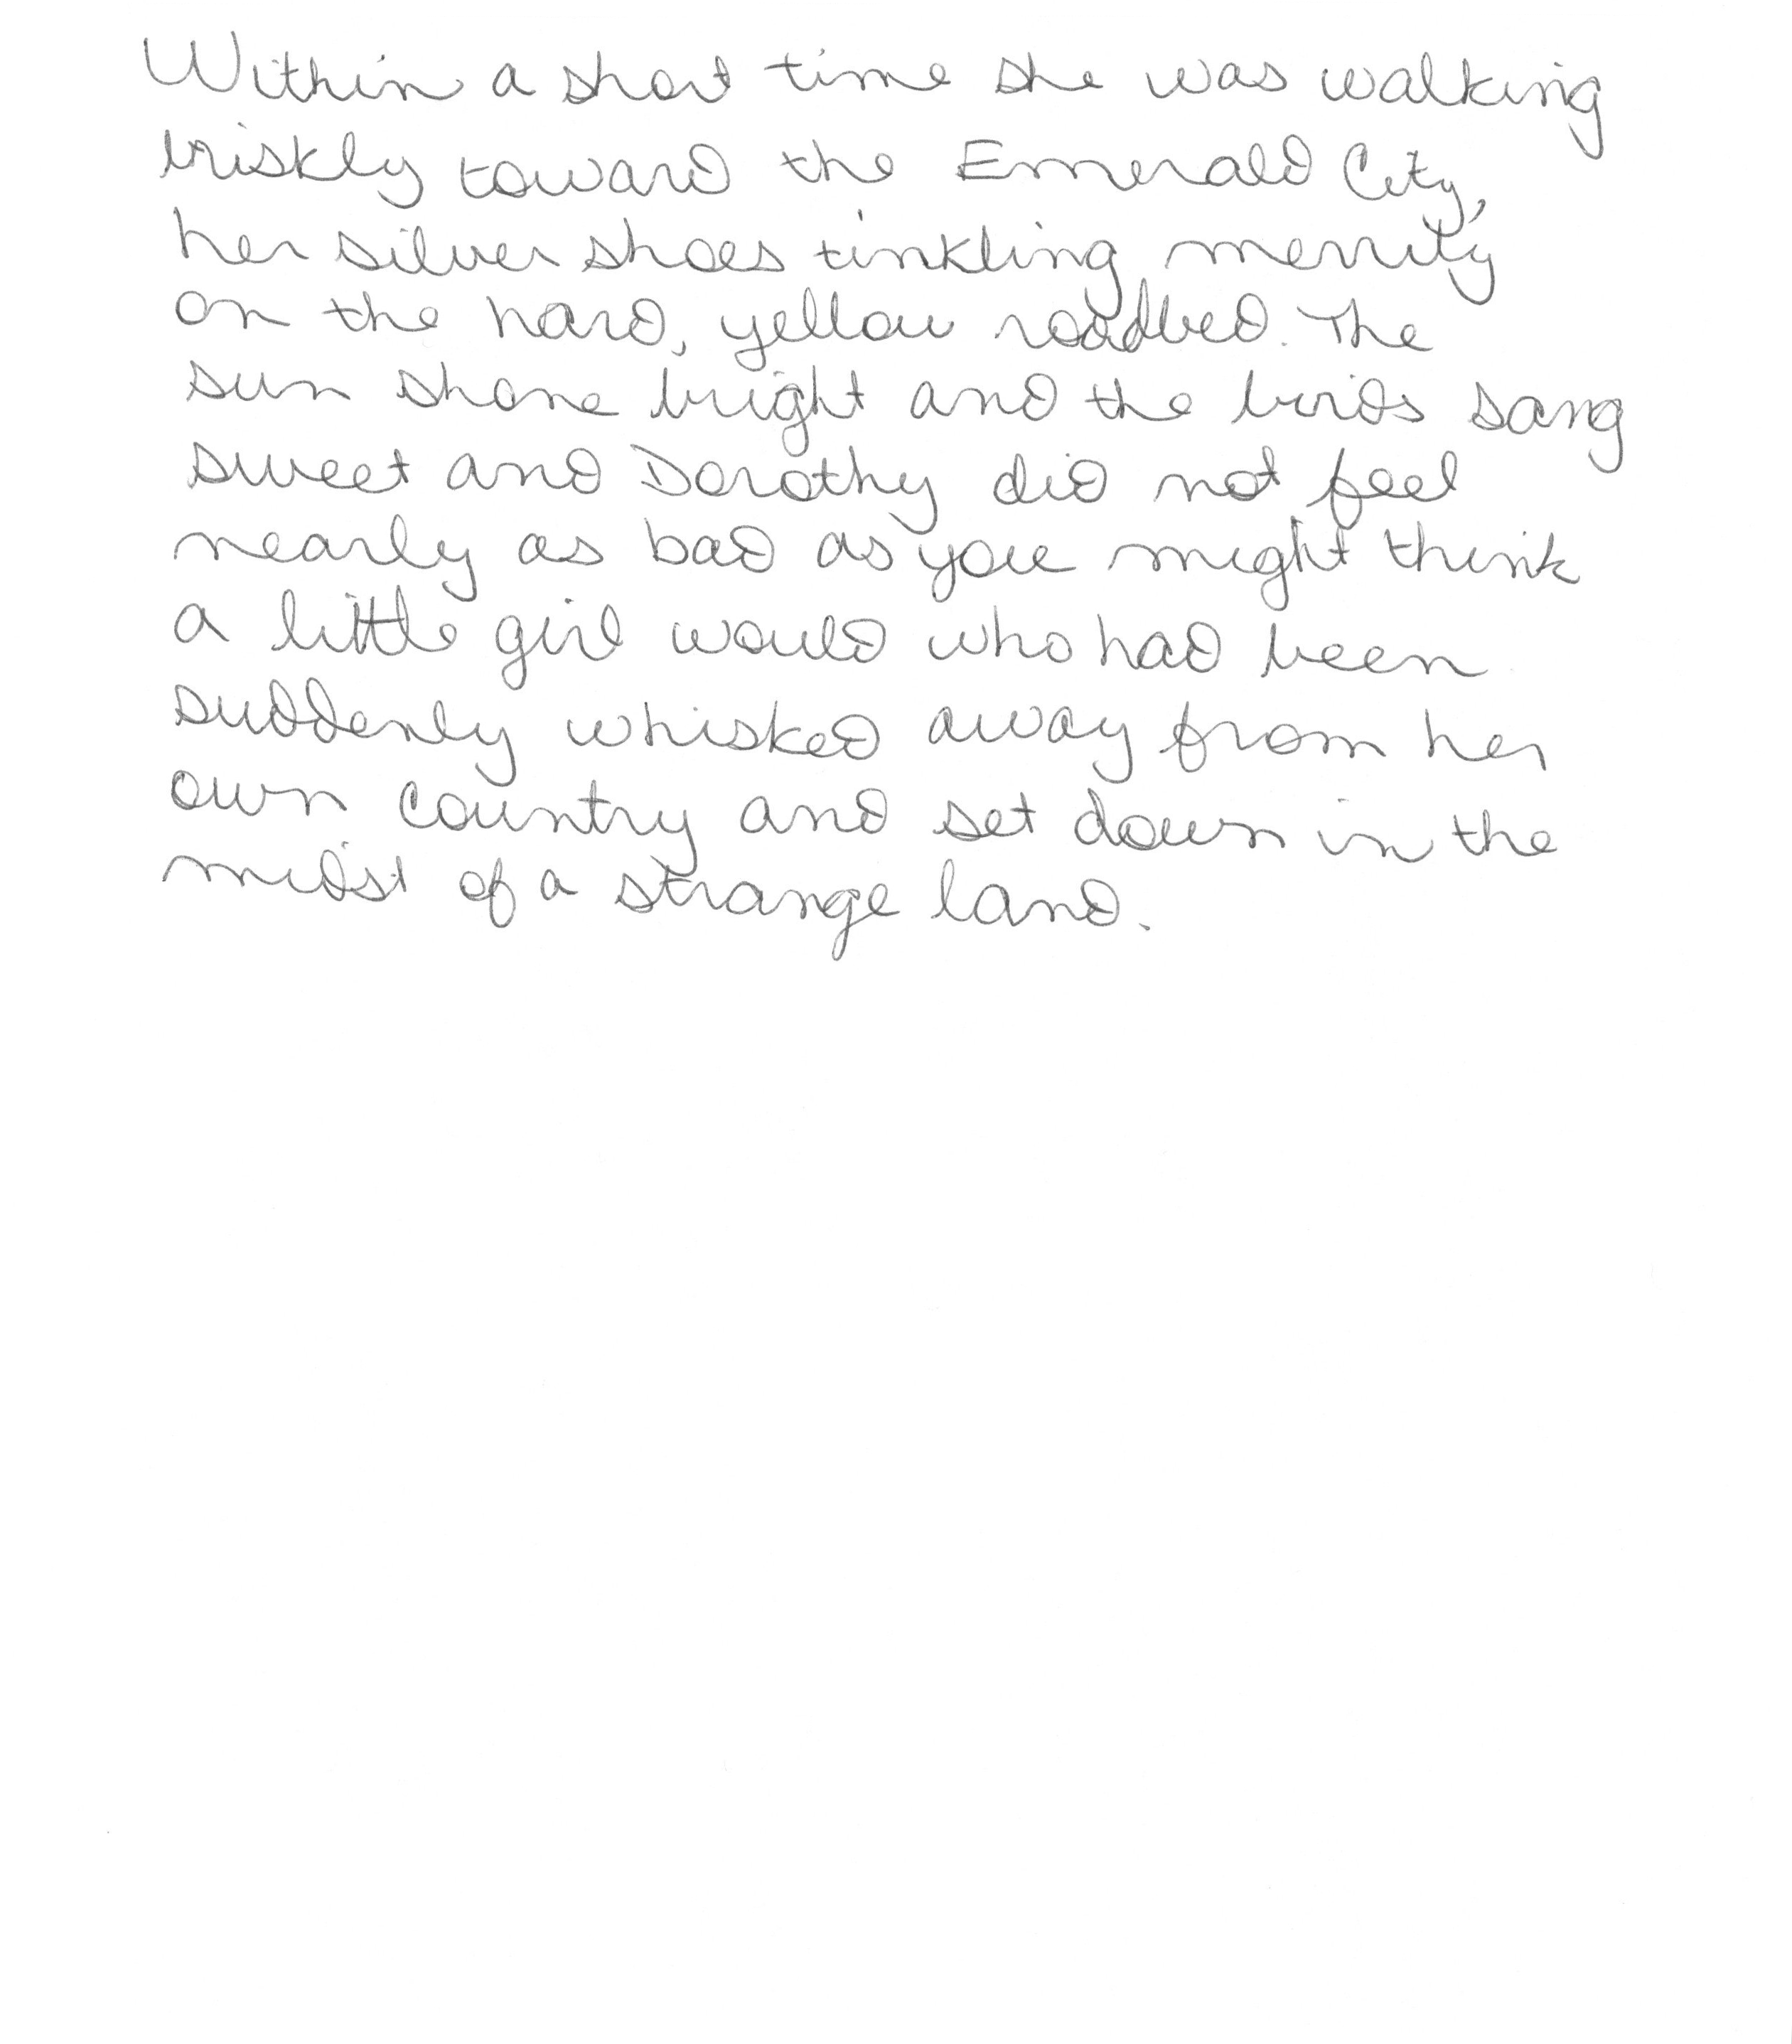 Within a short time she was walking
briskly toward the Emerald City,
her silver shoes tinkling merrily
on the hard, yellow roadbed. The
sun shone bright and the birds sang
sweet and Dorothy did not feel
nearly as bad as you might think
a little girl would who had been
suddenly whisked away from her
own country and set down in the
midst of a strange land.